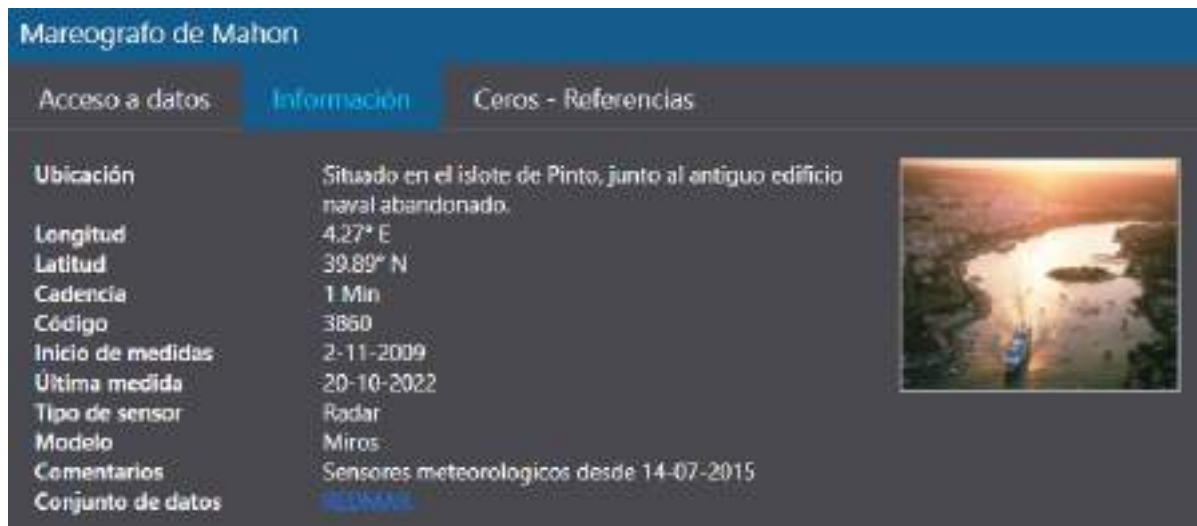 Mareografo de Mahon
Acceso a datos Información Ceros - Referencias
Ubicación Situado en el islote de Pinto, junto al antiguo edificio
naval abandonado.
Longitud 4.27° E
Latitud 39.89° N
Cadencia 1 Min
Código 3860
Inicio de medidas 2-11-2009
Última medida 20-10-2022
Tipo de sensor Radar
Modelo Miros
Comentarios Sensores meteorologicos desde 14-07-2015
Conjunto de datos REDMAR